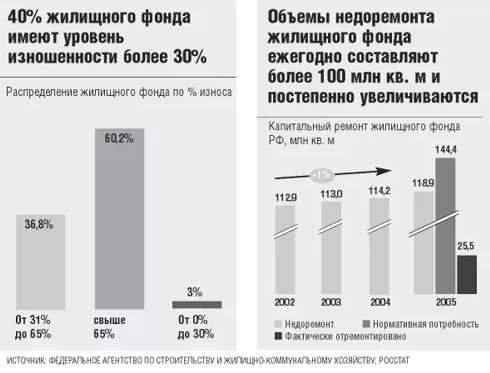 40% жилищного фонда
имеют уровень
изношенности более 30%
Распределение жилищного фонда по % износа
60,2%
36,8%
3%
От 31%
до 65%
свыше
65%
От 0%
до 30%
Объемы недоремонта
жилищного фонда
ежегодно составляют
более 100 млн кв. м и
постепенно увеличиваются
Капитальный ремонт жилищного фонда
РФ, млн кв. м
144,4
~1%
112,9
113,0
114,2
118,9
25,5
2002
2003
2004
2005
Недоремонт
Нормативная потребность
Фактически отремонтировано
ИСТОЧНИК: ФЕДЕРАЛЬНОЕ АГЕНТСТВО ПО СТРОИТЕЛЬСТВУ И ЖИЛИЩНО-КОММУНАЛЬНОМУ ХОЗЯЙСТВУ, РОССТАТ